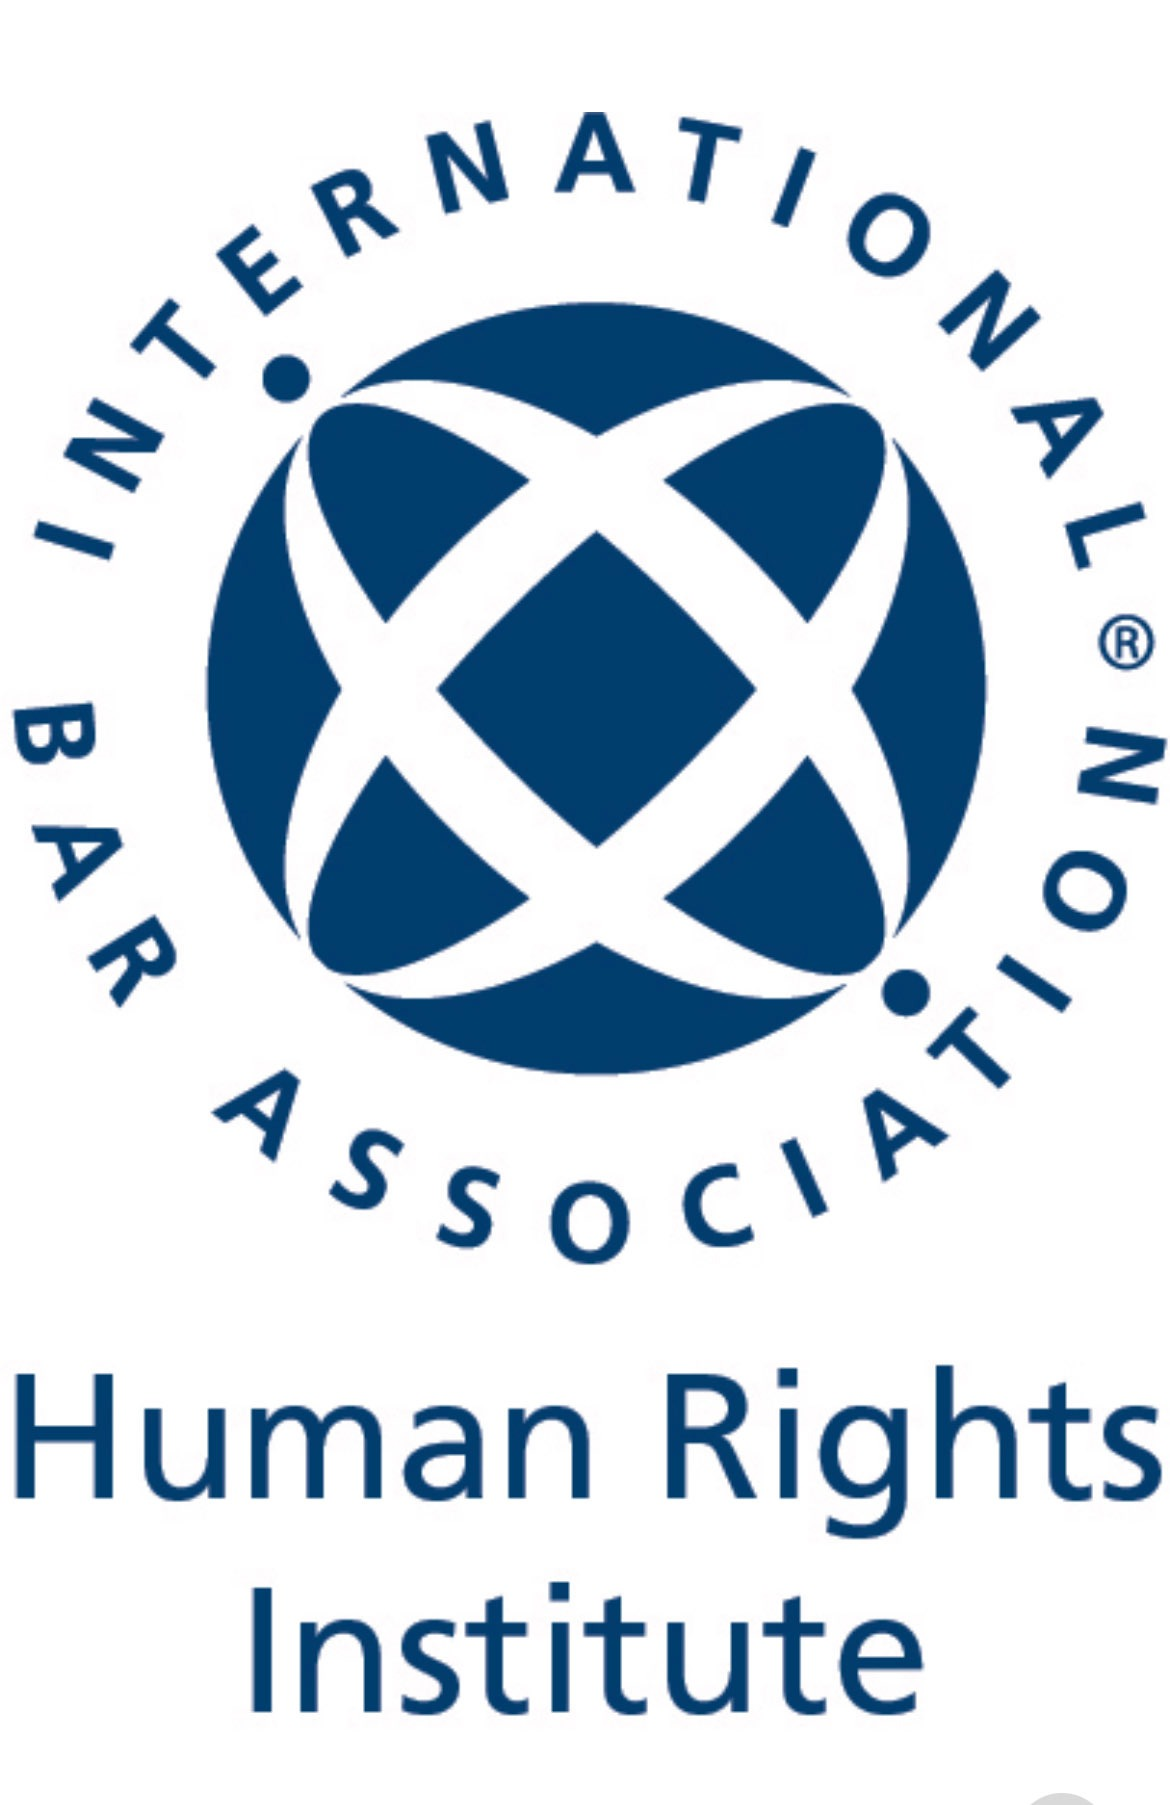 INTERNATIONAL®
BAR ASSOCIATION
Human Rights
Institute